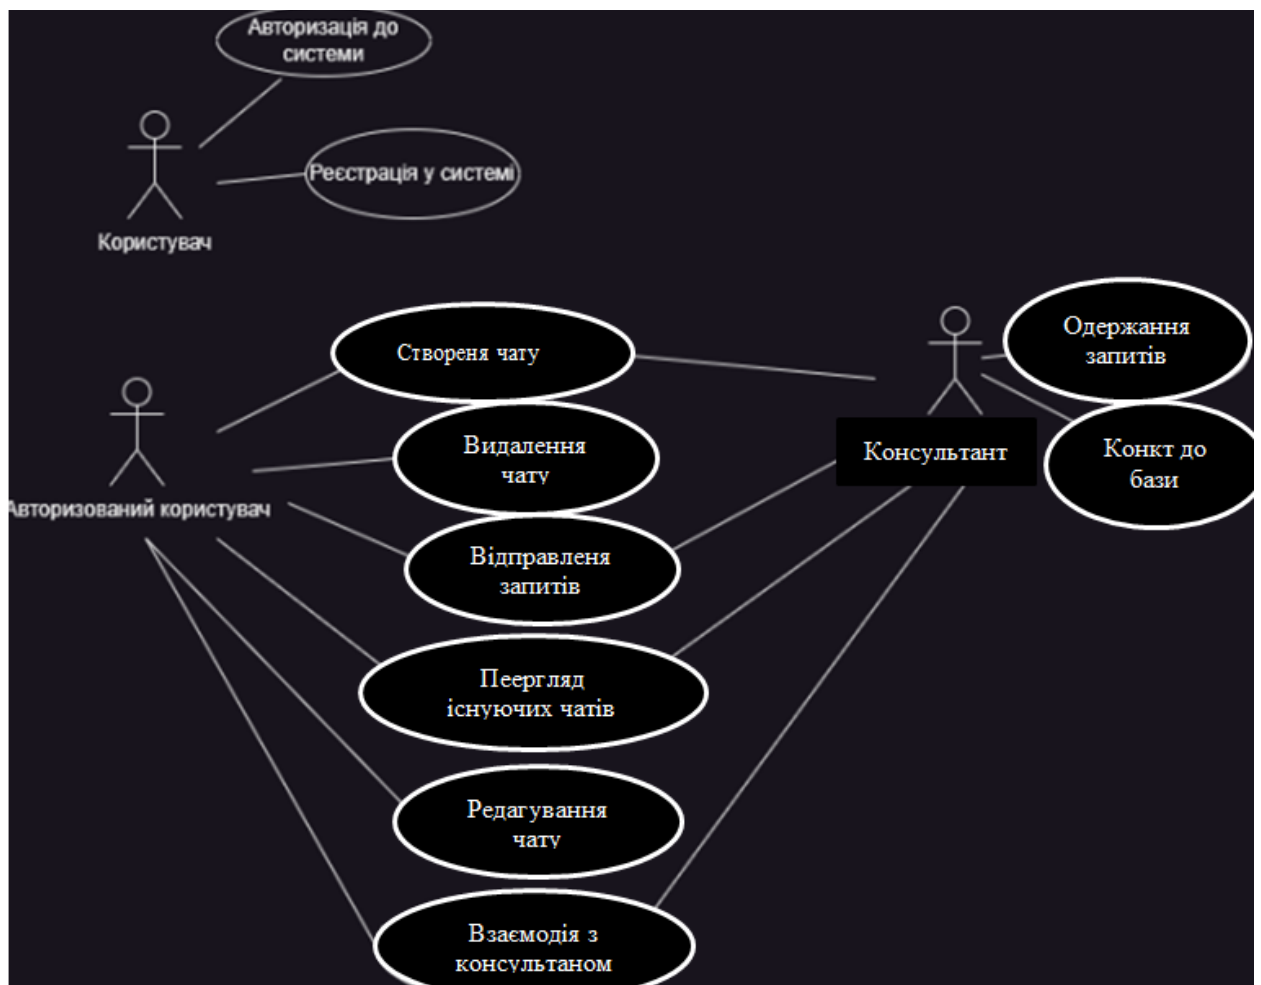 Авторизація до
системи
Реєстрація у системі
Користувач
Створеня чату
Видалення
чату
Відправленя
запитів
Пеергляд
існуючих чатів
Редагування
чату
Взаємодія з
консультаном
Авторизований користувач
Консультант
Одержання
запитів
Конкт до
бази